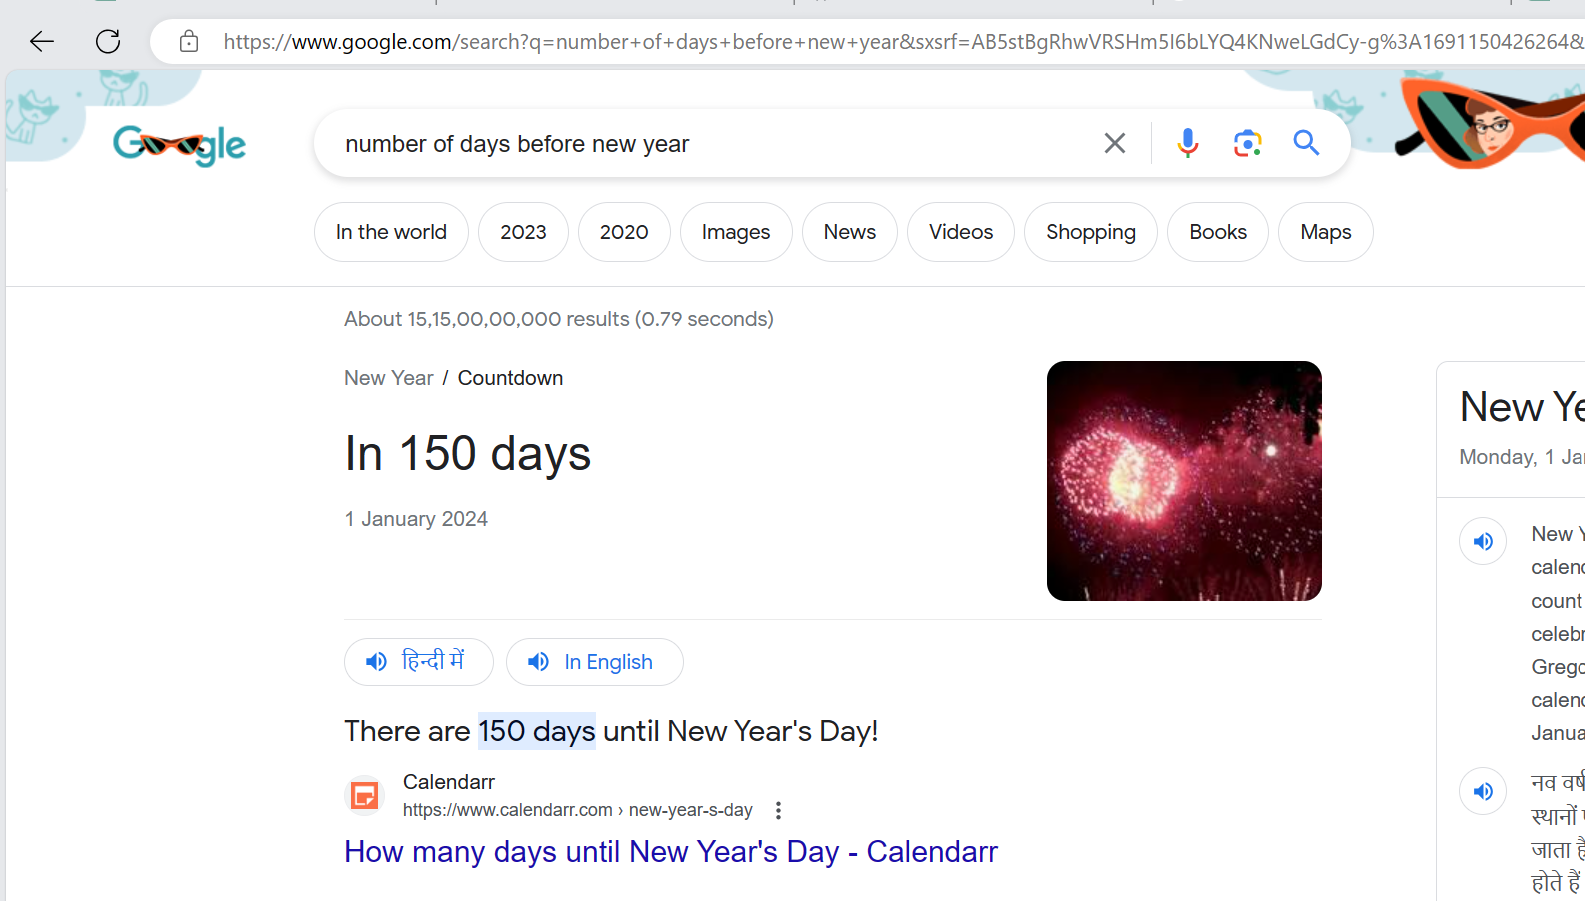 https://www.google.com/search?q=number+of+days+before+new+year&sxsrf=AB5stBgRhwVRSHm5I6bLYQ4KNweLGdCy-g%3A1691150426264&
Google
number of days before new year
In the world
2023
2020
Images
News
Videos
Shopping
Books
Maps
About 15,15,00,00,000 results (0.79 seconds)
New Year / Countdown
In 150 days
1 January 2024
हिन्दी में
In English
There are 150 days until New Year's Day!
Calendarr
https://www.calendarr.com › new-year-s-day
How many days until New Year's Day - Calendarr
New Ye
Monday, 1 Ja
New Y
calend
count
celebr
Grego
calend
Janua
नव वर्ष
स्थानों
जाता है
होते हैं